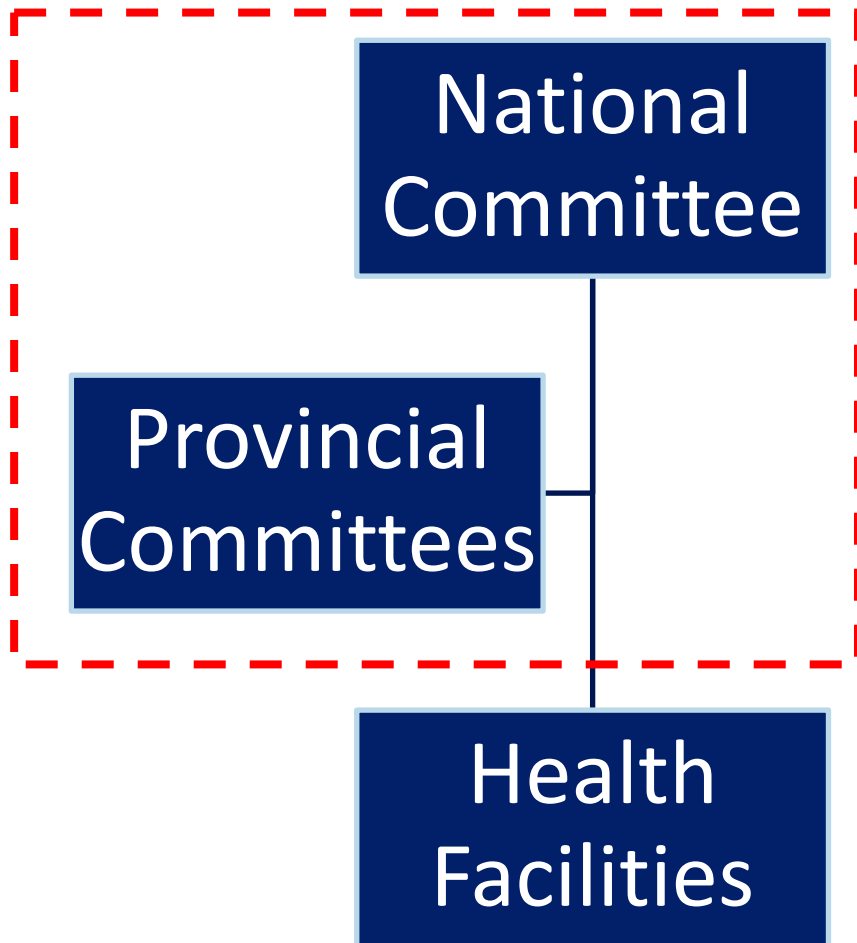 National
Committee
Provincial
Committees
Health
Facilities